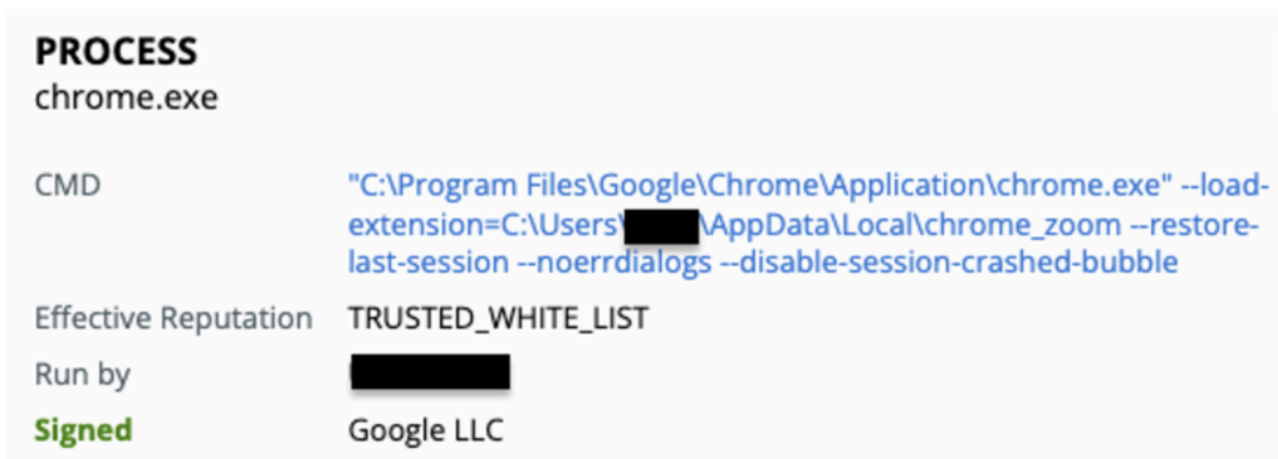 PROCESS
chrome.exe
CMD "C:\Program Files\Google\Chrome\Application\chrome.exe" --load-
extension=C:\Users\ \AppData\Local\chrome_zoom --restore-
last-session --noerrdialogs --disable-session-crashed-bubble
Effective Reputation TRUSTED_WHITE_LIST
Run by
Signed Google LLC